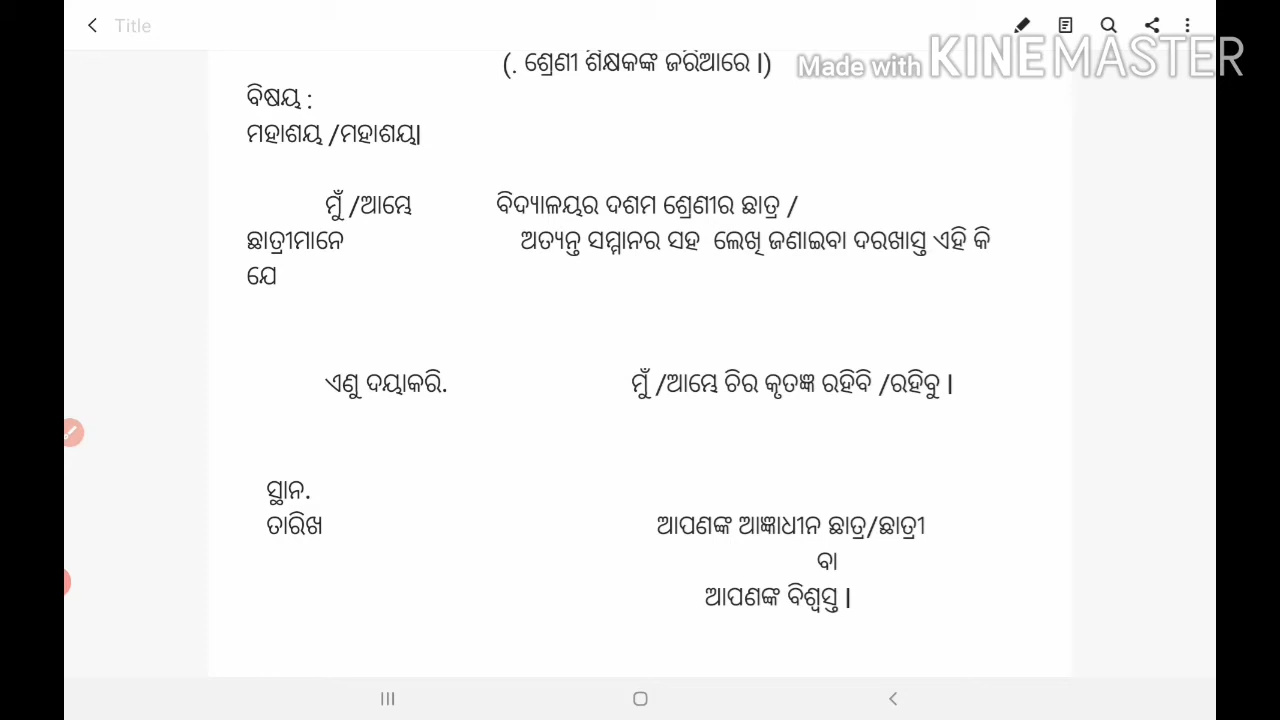 Title
Made with KINEMASTER
(. ଶ୍ରେଣୀ ଶିକ୍ଷକଙ୍କ ଜରିଆରେ l)
ବିଷୟ :
ମହାଶୟ /ମହାଶୟା
ମୁଁ /ଆମ୍ଭେ ବିଦ୍ୟାଳୟର ଦଶମ ଶ୍ରେଣୀର ଛାତ୍ର /
ଛାତ୍ରୀମାନେ ଅତ୍ୟନ୍ତ ସମ୍ମାନର ସହ ଲେଖି ଜଣାଇବା ଦରଖାସ୍ତ ଏହି କି
ଯେ
ଏଣୁ ଦୟାକରି. ମୁଁ /ଆମ୍ଭେ ଚିର କୃତଜ୍ଞ ରହିବି /ରହିବୁ l
ସ୍ଥାନ.
ତାରିଖ ଆପଣଙ୍କ ଆଜ୍ଞାଧୀନ ଛାତ୍ର/ଛାତ୍ରୀ
ବା
ଆପଣଙ୍କ ବିଶ୍ୱସ୍ତ l